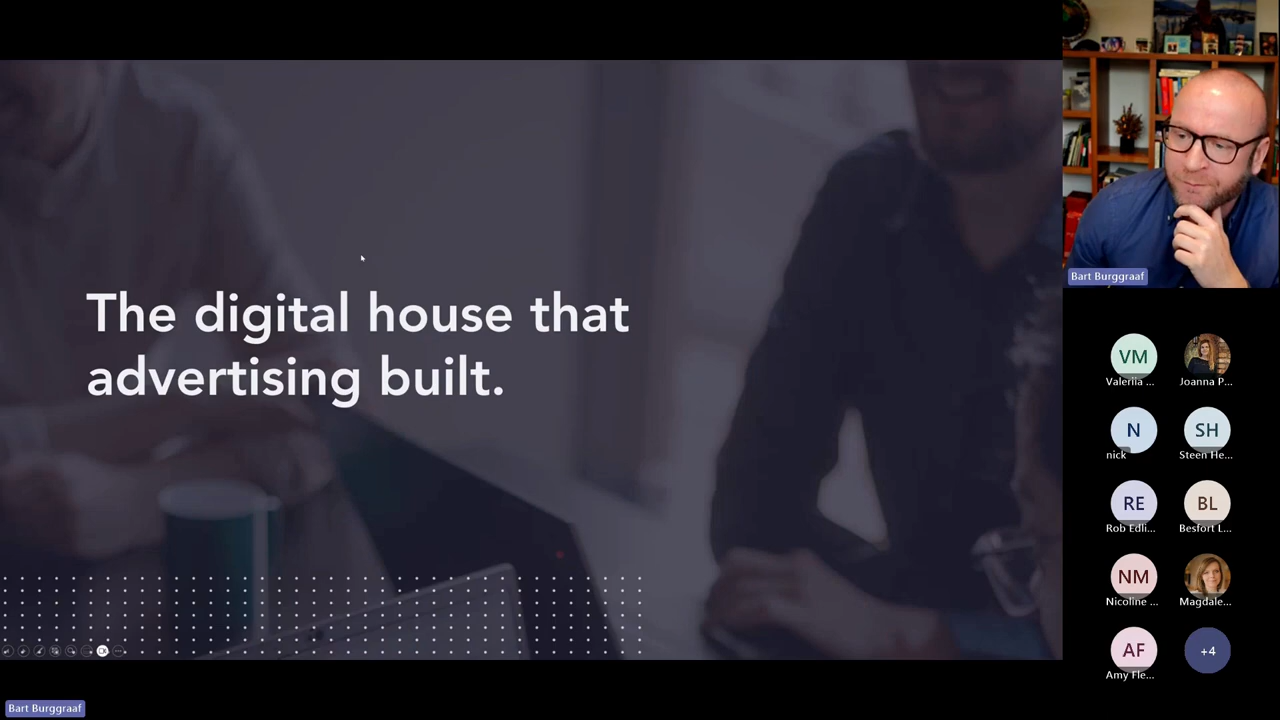 The digital house that
advertising built.
Bart Burggraaf
VM
Valeriia ...
Joanna P...
N
nick
SH
Steen He...
RE
Rob Edli...
BL
Besfort L...
NM
Nicoline ...
Magdale...
AF
Amy Fle...
+4
Bart Burggraaf